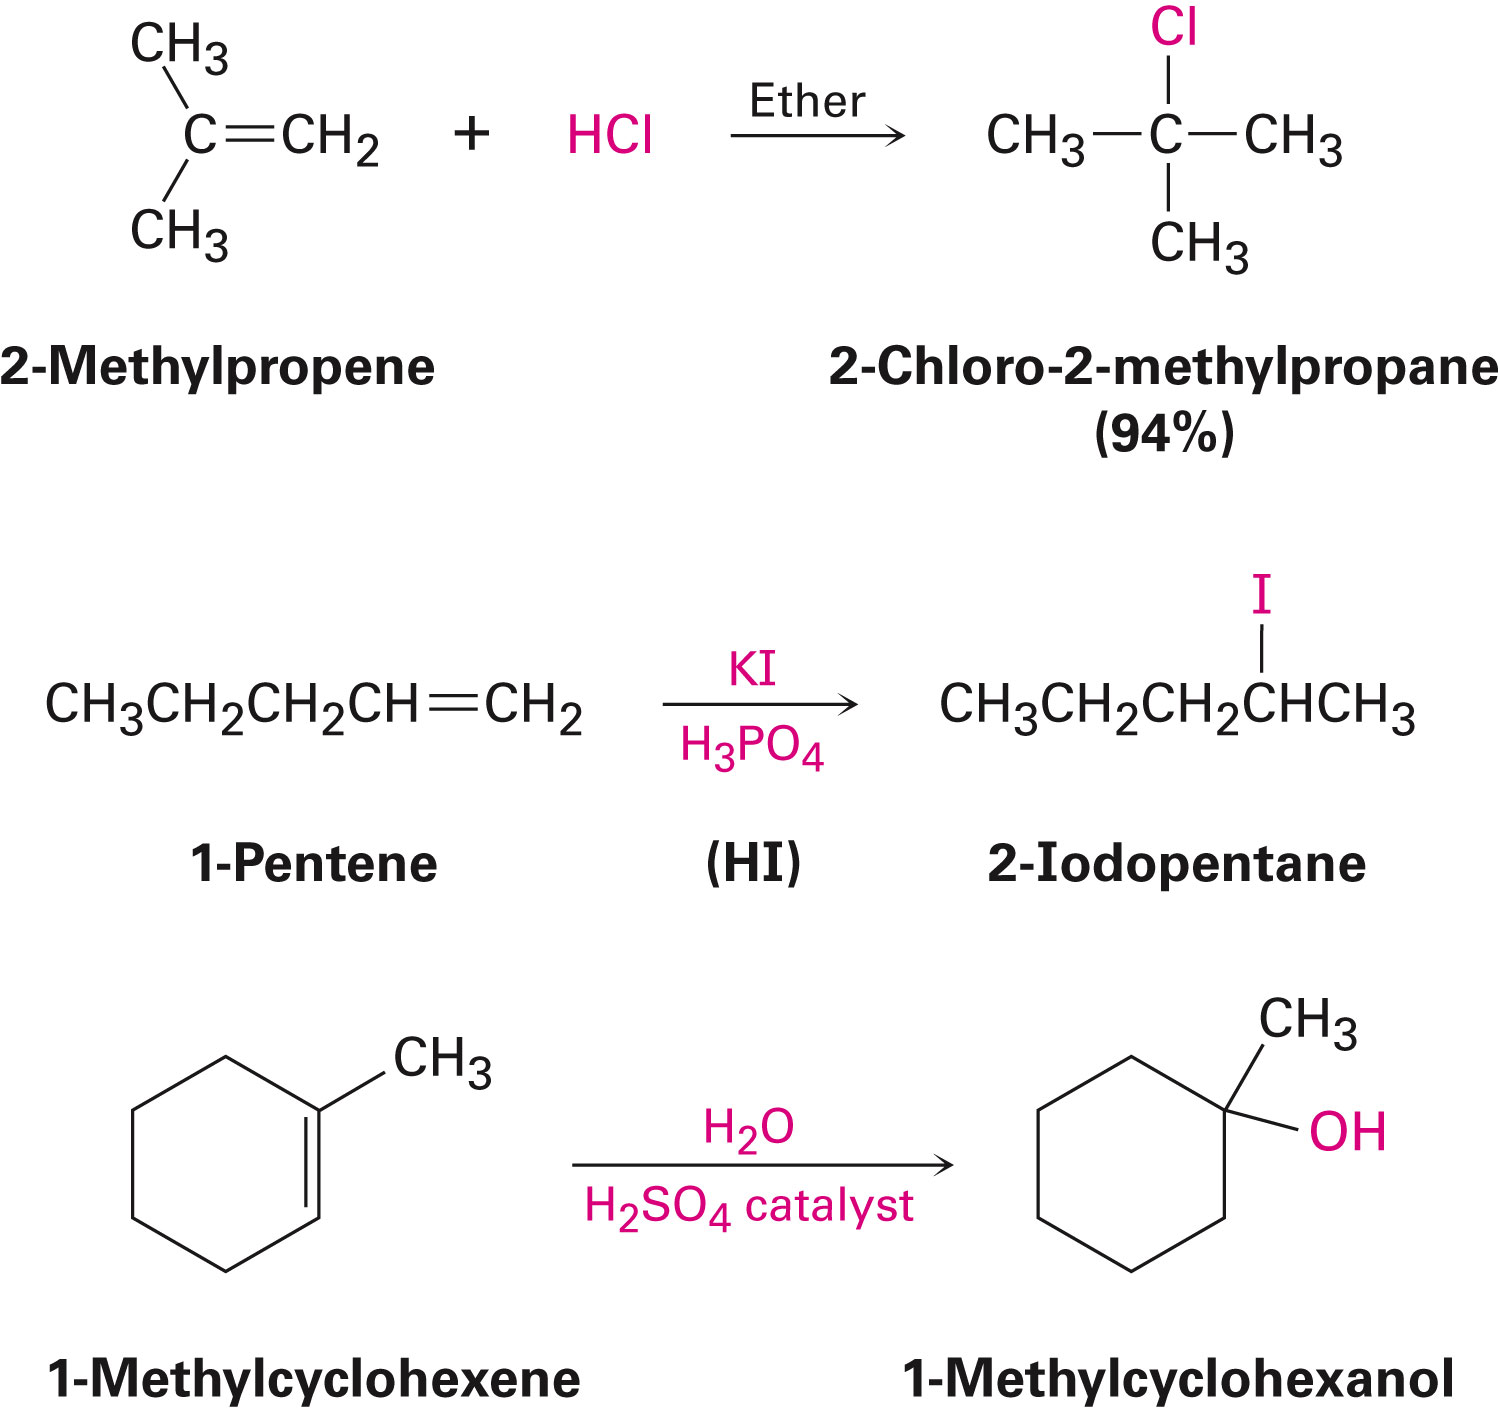 Cl
CH₃
C=CH₂ + HCl Ether CH₃—C—CH₃
CH₃
CH₃
2-Methylpropene 2-Chloro-2-methylpropane
(94%)
I
KI
CH₃CH₂CH₂CH=CH₂ CH₃CH₂CH₂CHCH₃
H₃PO₄
1-Pentene (HI) 2-Iodopentane
CH₃
CH₃
H₂O OH
H₂SO₄ catalyst
1-Methylcyclohexene 1-Methylcyclohexanol